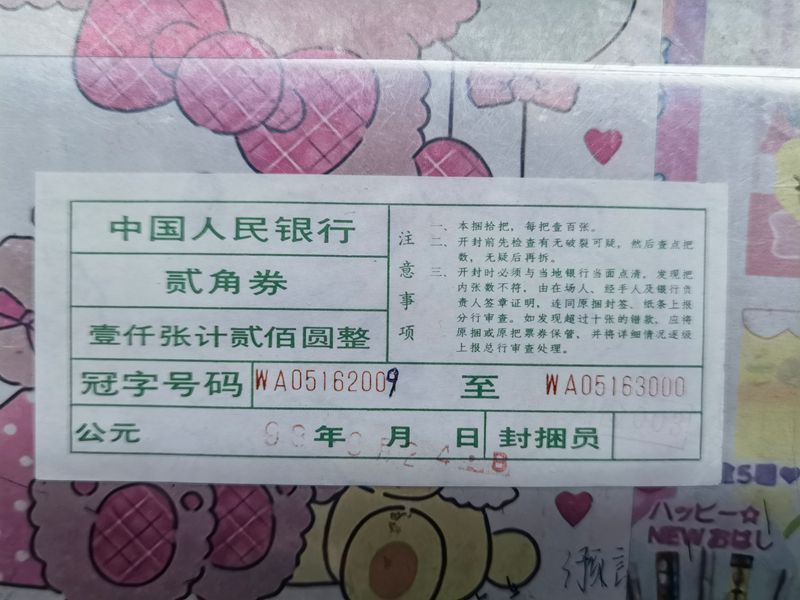 中国人民银行
贰角券
壹仟张计贰佰圆整
注意事项
一、本捆拾把，每把壹百张。
二、开封前先检查有无破裂可疑，然后查点把
数，无疑后再拆。
三、开封时必须与当地银行当面点清，发现把
内张数不符，由在场人、经手人及银行负
责人签章证明，连同原捆封签、纸条上报
分行审查。如发现超过十张的错款，应将
原捆或原把票券保管，并将详细情况逐级
上报总行审查处理。
冠字号码 WA05162009 至 WA05163000
公元 93年 月 日 封捆员
ハッピー☆
NEWおはし